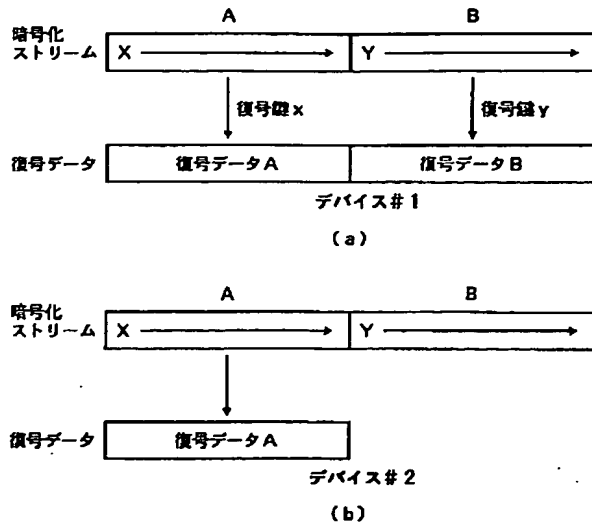 A B
暗号化
ストリーム X Y
復号鍵x 復号鍵y
復号データ 復号データA 復号データB
デバイス#1
(a)
A B
暗号化
ストリーム X Y
復号データ 復号データA
デバイス#2
(b)